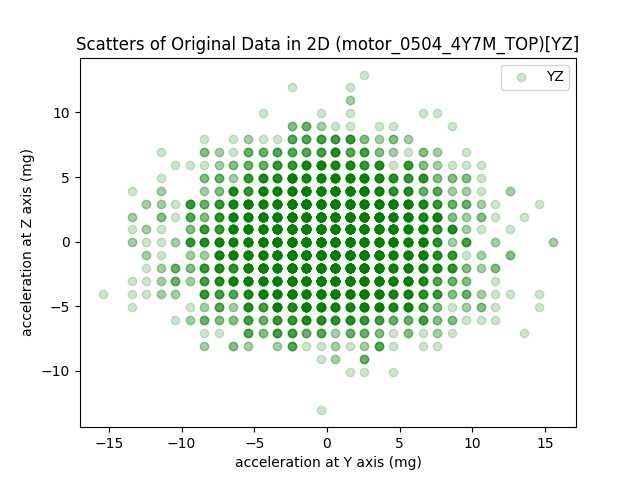 Scatters of Original Data in 2D (motor_0504_4Y7M_TOP)[YZ]
YZ
10
5
0
−5
−10
acceleration at Z axis (mg)
−15 −10 −5 0 5 10 15
acceleration at Y axis (mg)